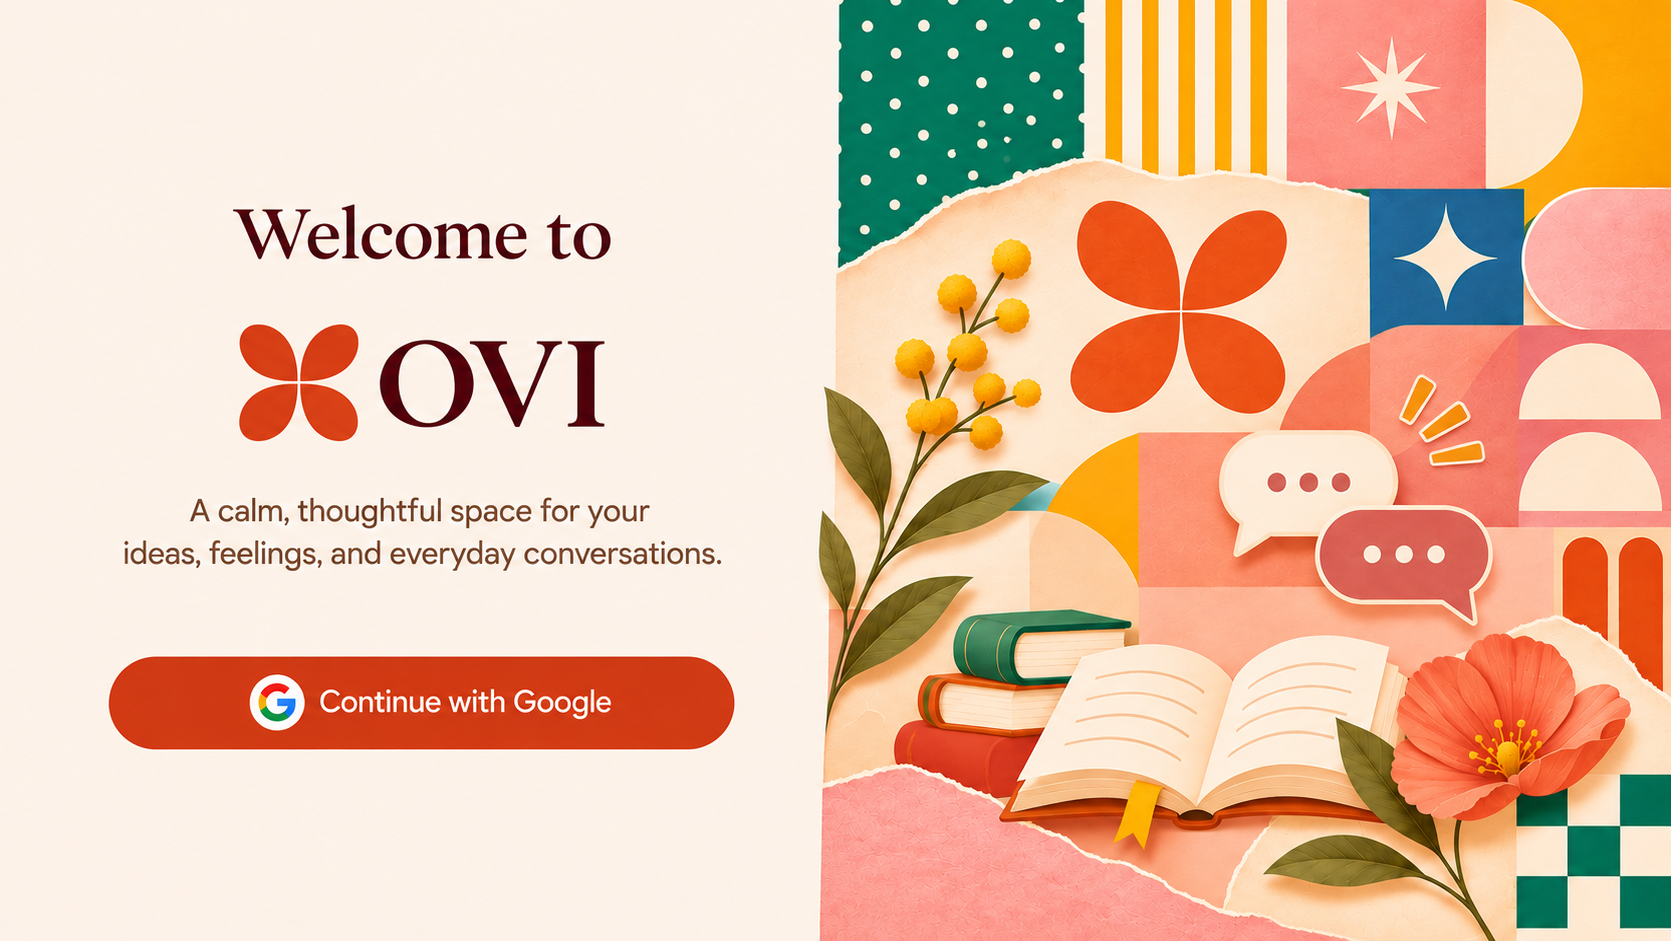 Welcome to
OVI
A calm, thoughtful space for your
ideas, feelings, and everyday conversations.
Continue with Google